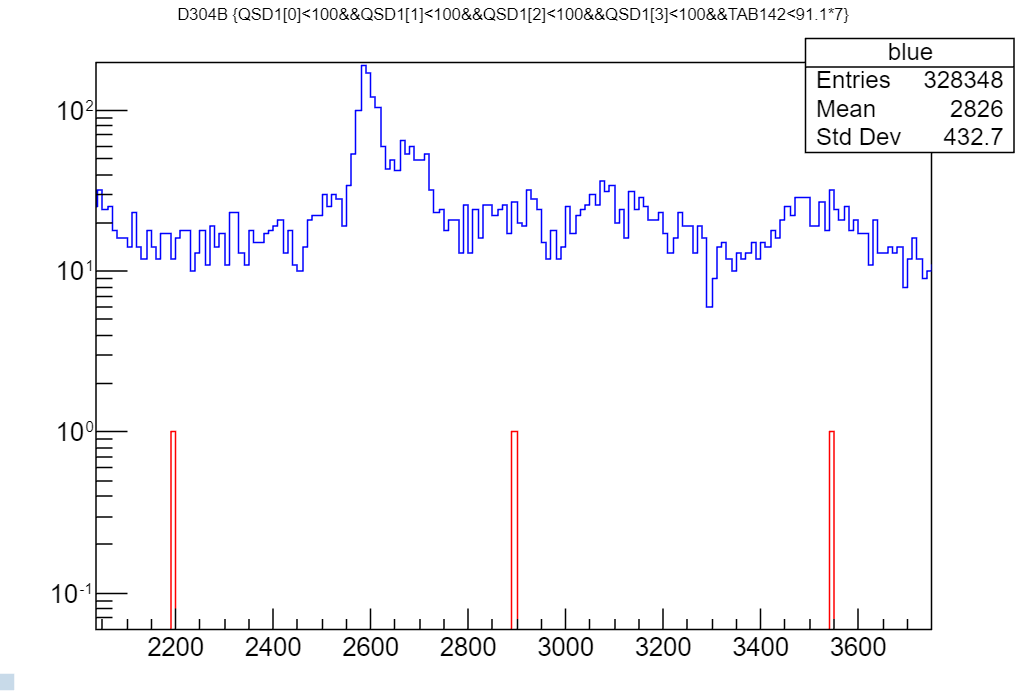 D304B {QSD1[0]<100&&QSD1[1]<100&&QSD1[2]<100&&QSD1[3]<100&&TAB142<91.1*7}
blue
Entries 328348
Mean 2826
Std Dev 432.7
10²
10¹
10⁰
10⁻¹
2200 2400 2600 2800 3000 3200 3400 3600